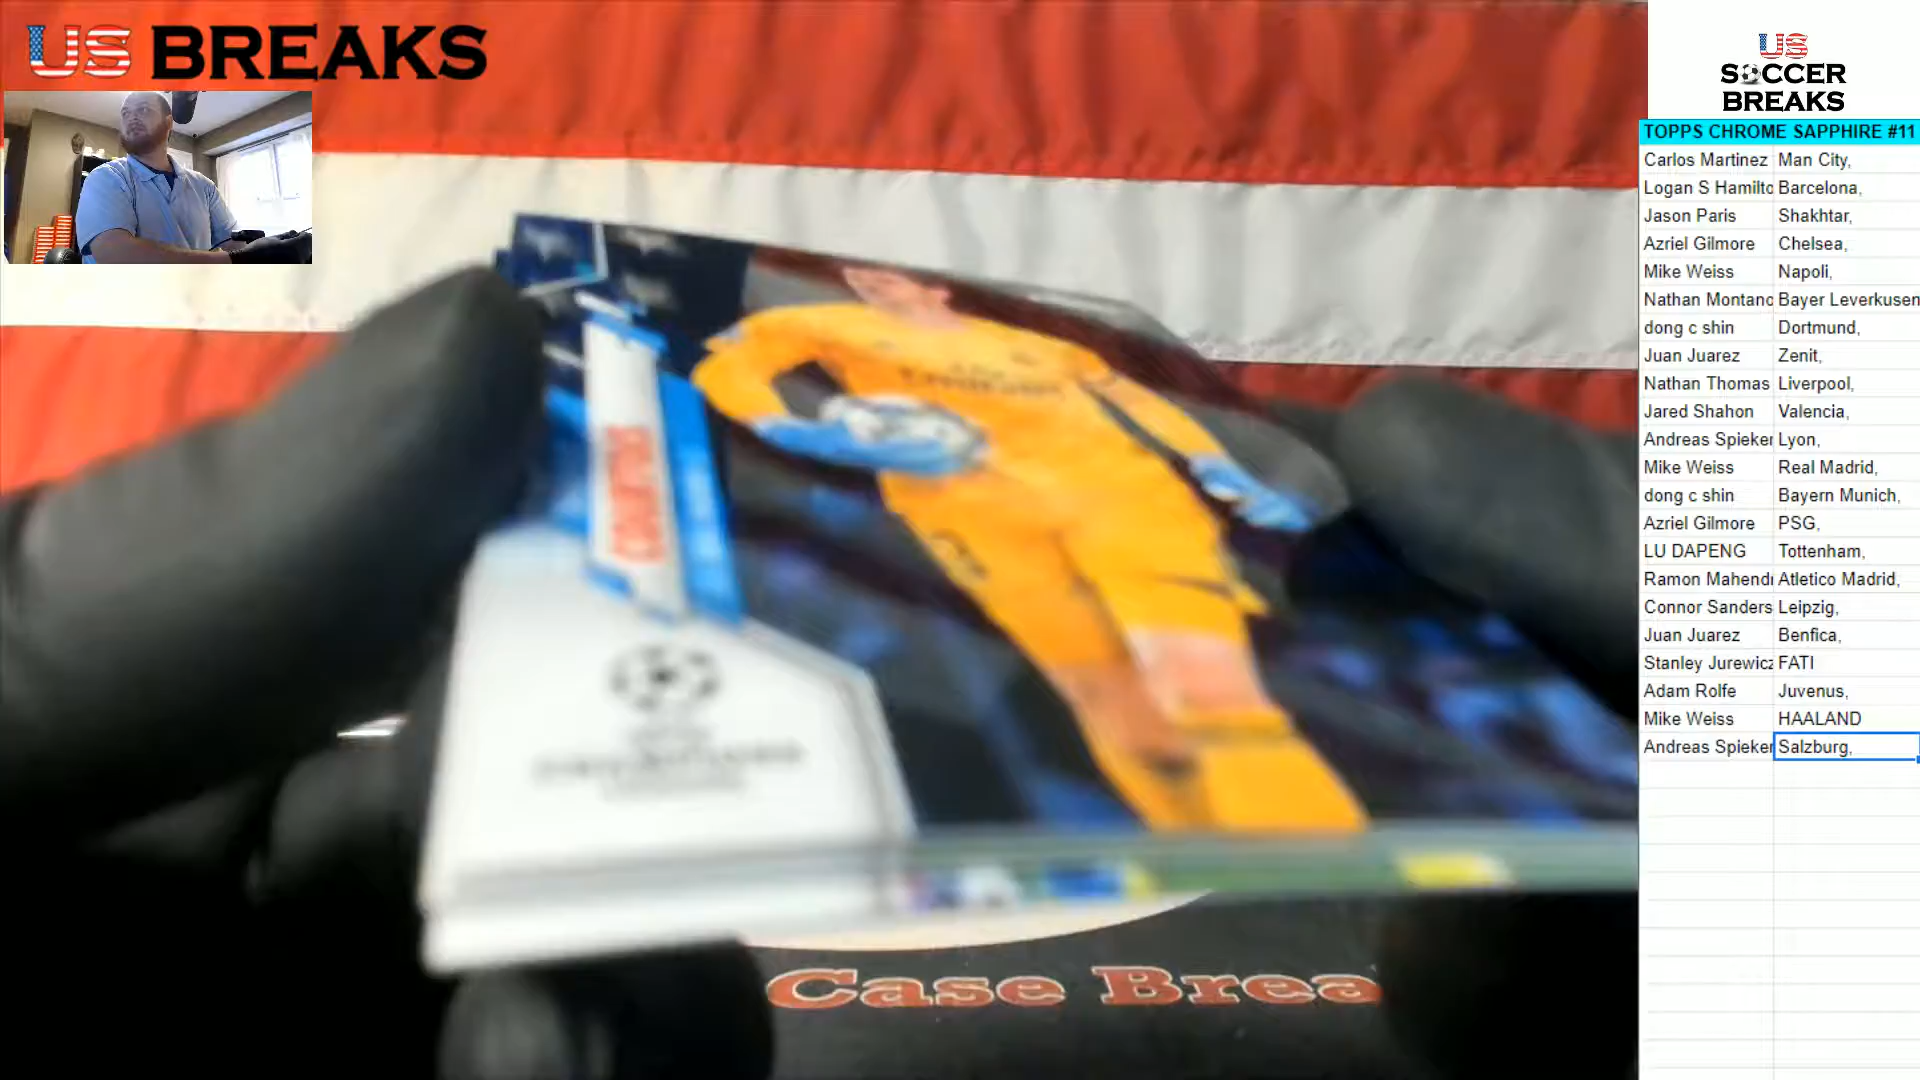 US BREAKS
US
SOCCER
BREAKS
TOPPS CHROME SAPPHIRE #11
Carlos Martinez Man City,
Logan S Hamilto Barcelona,
Jason Paris Shakhtar,
Azriel Gilmore Chelsea,
Mike Weiss Napoli,
Nathan Montano Bayer Leverkusen
dong c shin Dortmund,
Juan Juarez Zenit,
Nathan Thomas Liverpool,
Jared Shahon Valencia,
Andreas Spieker Lyon,
Mike Weiss Real Madrid,
dong c shin Bayern Munich,
Azriel Gilmore PSG,
LU DAPENG Tottenham,
Ramon Mahendr Atletico Madrid,
Connor Sanders Leipzig,
Juan Juarez Benfica,
Stanley Jurewicz FATI
Adam Rolfe Juvenus,
Mike Weiss HAALAND
Andreas Spieker Salzburg,
Case Brea